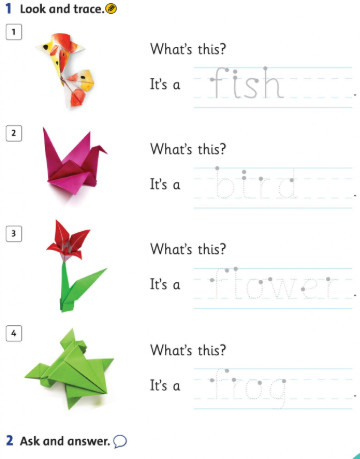 1 Look and trace.
1
What's this?
It's a fish.
2
What's this?
It's a bird.
3
What's this?
It's a flower.
4
What's this?
It's a frog.
2 Ask and answer.